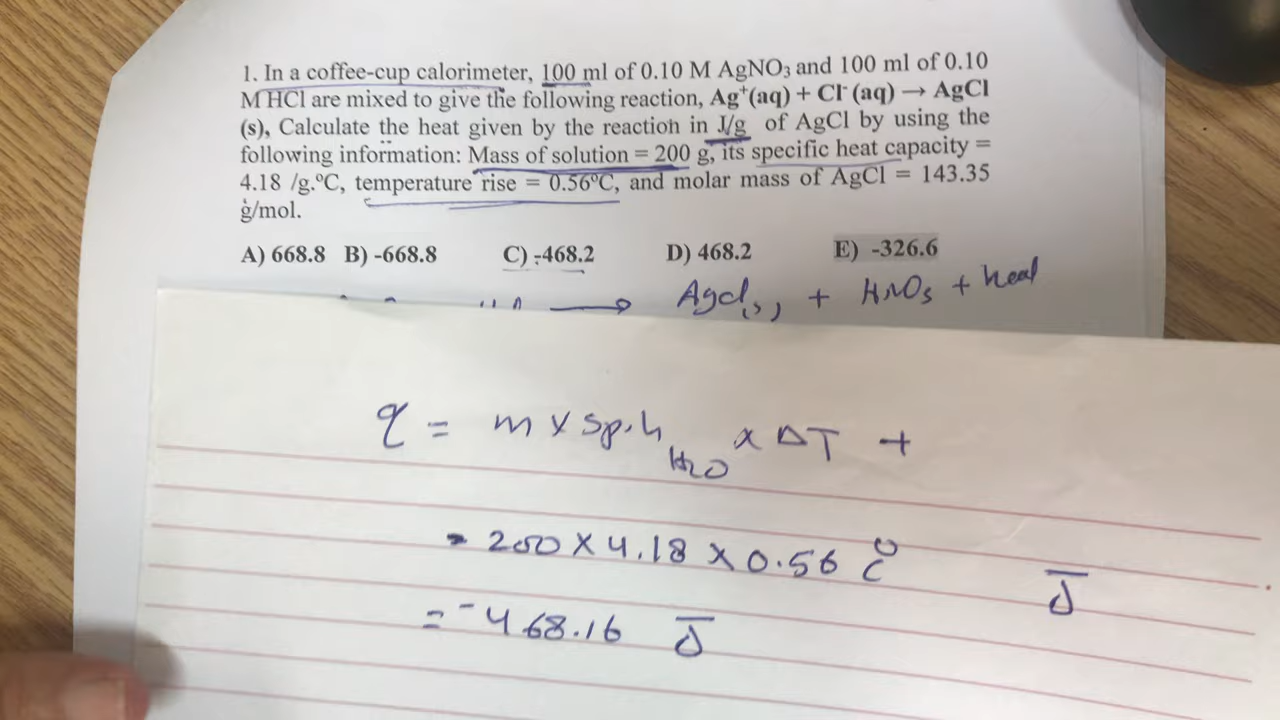 1. In a coffee-cup calorimeter, 100 ml of 0.10 M AgNO₃ and 100 ml of 0.10
M HCl are mixed to give the following reaction, Ag⁺(aq) + Cl⁻ (aq) → AgCl
(s), Calculate the heat given by the reaction in J/g of AgCl by using the
following information: Mass of solution = 200 g, its specific heat capacity =
4.18 /g.ºC, temperature rise = 0.56ºC, and molar mass of AgCl = 143.35
g/mol.
A) 668.8 B) -668.8 C) -468.2 D) 468.2 E) -326.6
→ AgCl(s) + HNO₃ + heat
q = m x sp.h H₂O x ΔT +
= 200 x 4.18 x 0.56 °C J
= -468.16 J